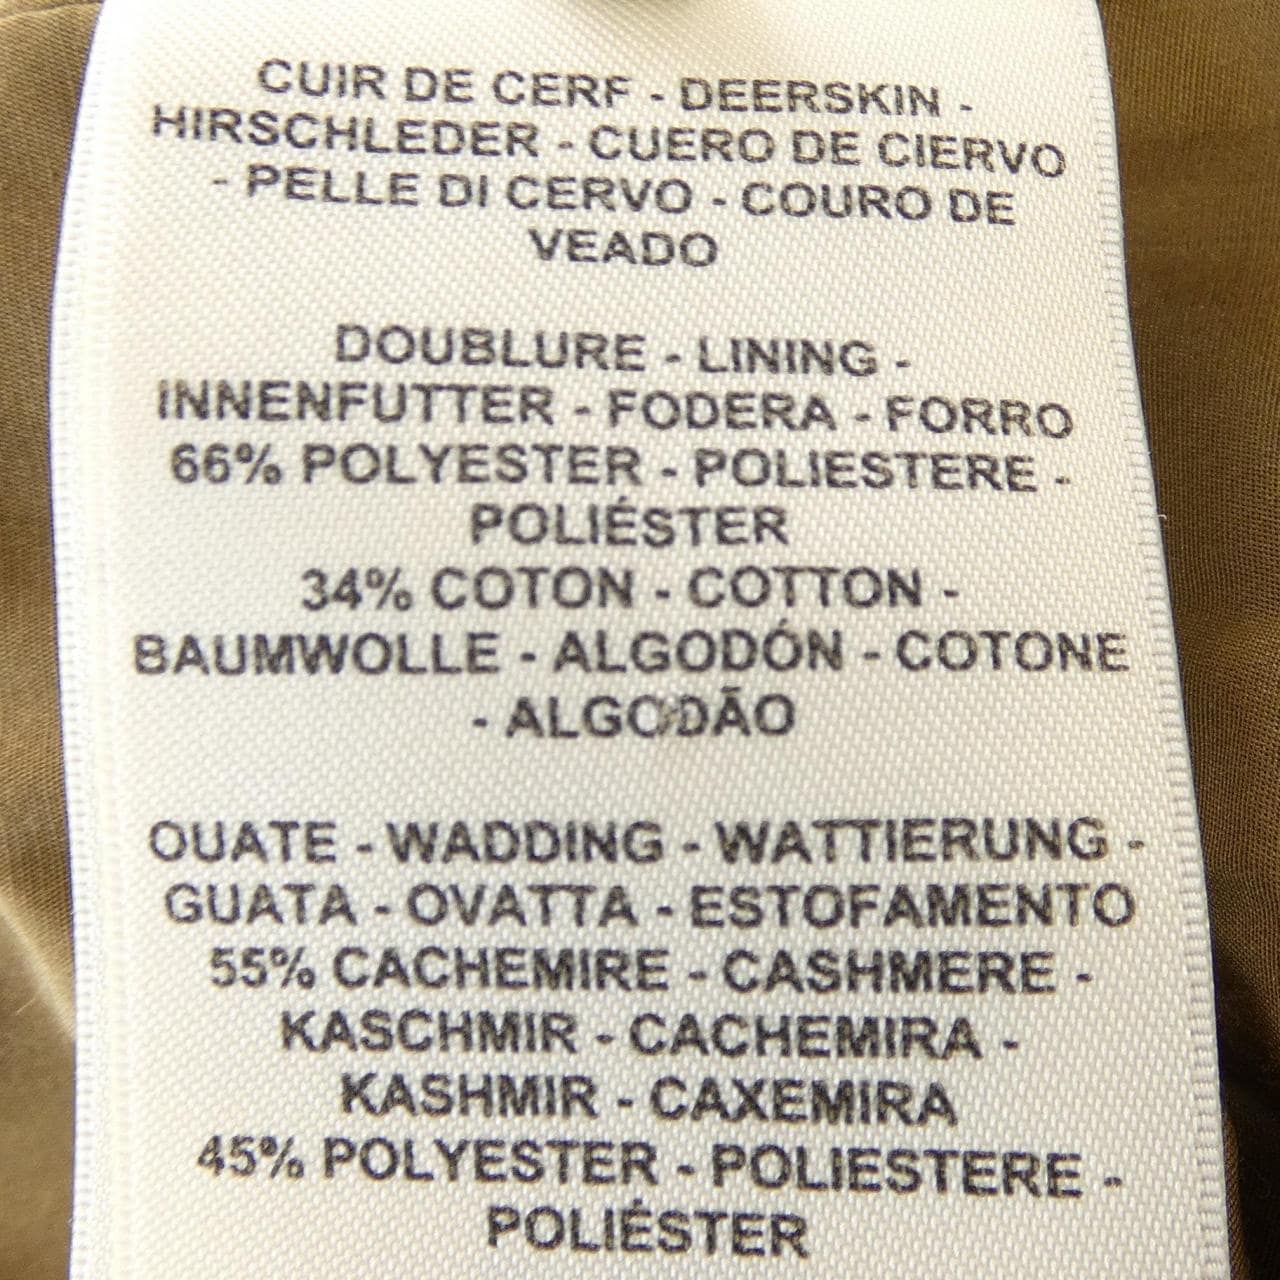 CUIR DE CERF - DEERSKIN -
HIRSCHLEDER - CUERO DE CIERVO
- PELLE DI CERVO - COURO DE
VEADO
DOUBLURE - LINING -
INNENFUTTER - FODERA - FORRO
66% POLYESTER - POLIESTERE -
POLIÉSTER
34% COTON - COTTON -
BAUMWOLLE - ALGODÓN - COTONE
- ALGODÃO
OUATE - WADDING - WATTIERUNG -
GUATA - OVATTA - ESTOFAMENTO
55% CACHEMIRE - CASHMERE -
KASCHMIR - CACHEMIRA -
KASHMIR - CAXEMIRA
45% POLYESTER - POLIESTERE -
POLIÉSTER